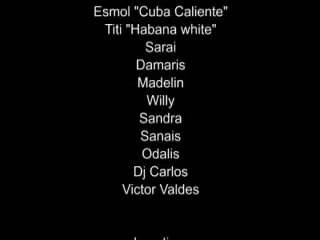 Esmol "Cuba Caliente"
Titi "Habana white"
Sarai
Damaris
Madelin
Willy
Sandra
Sanais
Odalis
Dj Carlos
Victor Valdes